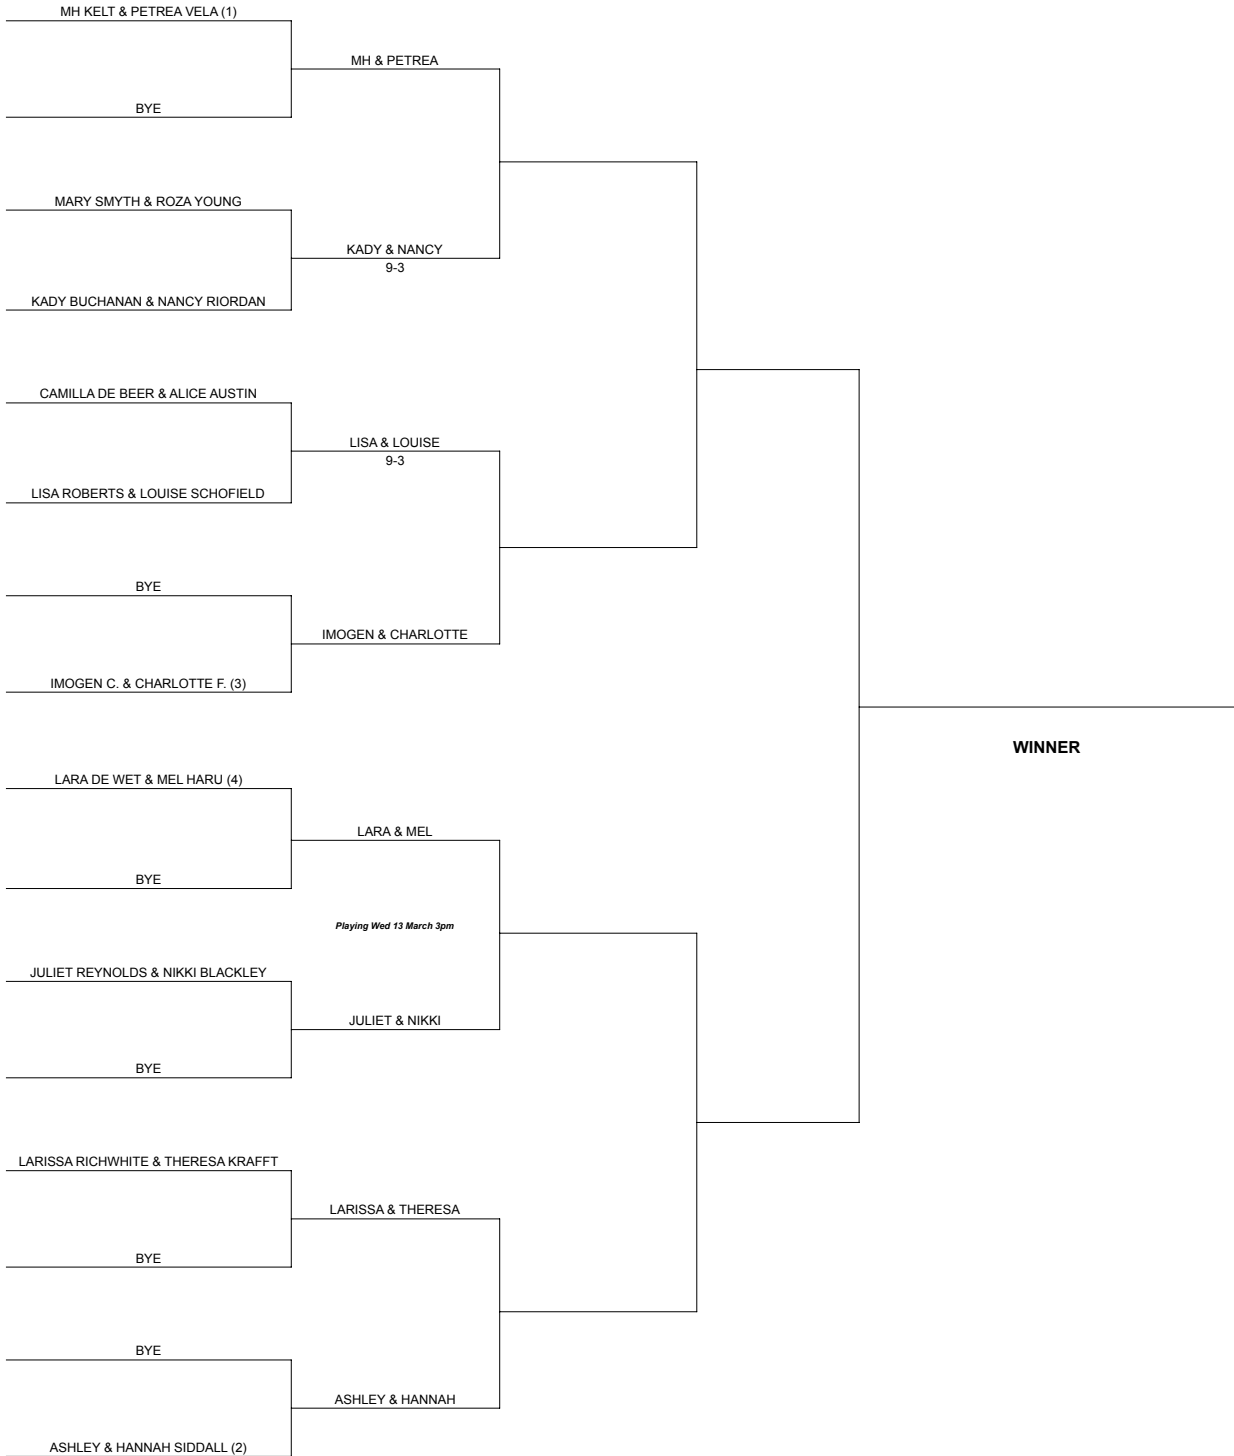 MH KELT & PETREA VELA (1)
MH & PETREA
BYE
MARY SMYTH & ROZA YOUNG
KADY & NANCY
9-3
KADY BUCHANAN & NANCY RIORDAN
CAMILLA DE BEER & ALICE AUSTIN
LISA & LOUISE
9-3
LISA ROBERTS & LOUISE SCHOFIELD
BYE
IMOGEN & CHARLOTTE
IMOGEN C. & CHARLOTTE F. (3)
WINNER
LARA DE WET & MEL HARU (4)
LARA & MEL
BYE
Playing Wed 13 March 3pm
JULIET REYNOLDS & NIKKI BLACKLEY
JULIET & NIKKI
BYE
LARISSA RICHWHITE & THERESA KRAFFT
LARISSA & THERESA
BYE
BYE
ASHLEY & HANNAH
ASHLEY & HANNAH SIDDALL (2)